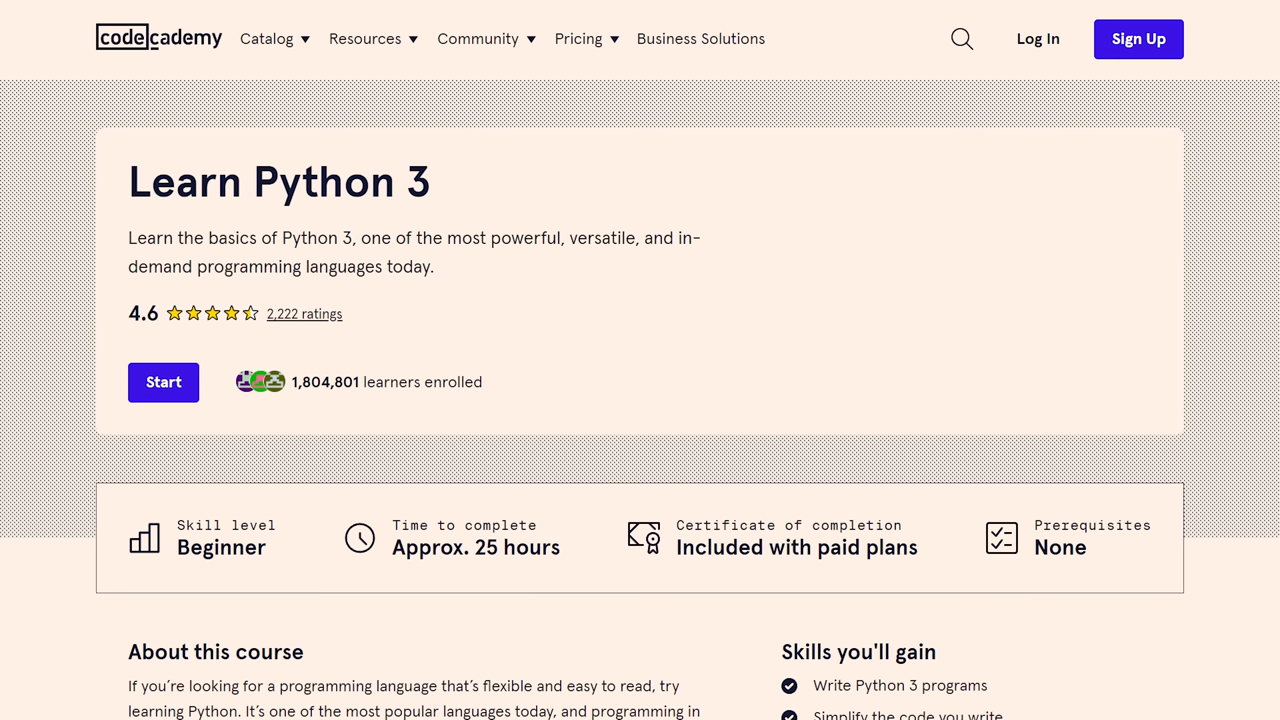 codecademy Catalog Resources Community Pricing Business Solutions Log In Sign Up
Learn Python 3
Learn the basics of Python 3, one of the most powerful, versatile, and in-
demand programming languages today.
4.6 2,222 ratings
Start 1,804,801 learners enrolled
Skill level
Beginner
Time to complete
Approx. 25 hours
Certificate of completion
Included with paid plans
Prerequisites
None
About this course
If you’re looking for a programming language that’s flexible and easy to read, try
learning Python. It’s one of the most popular languages today, and programming in
Skills you'll gain
Write Python 3 programs
Simplify the code you write